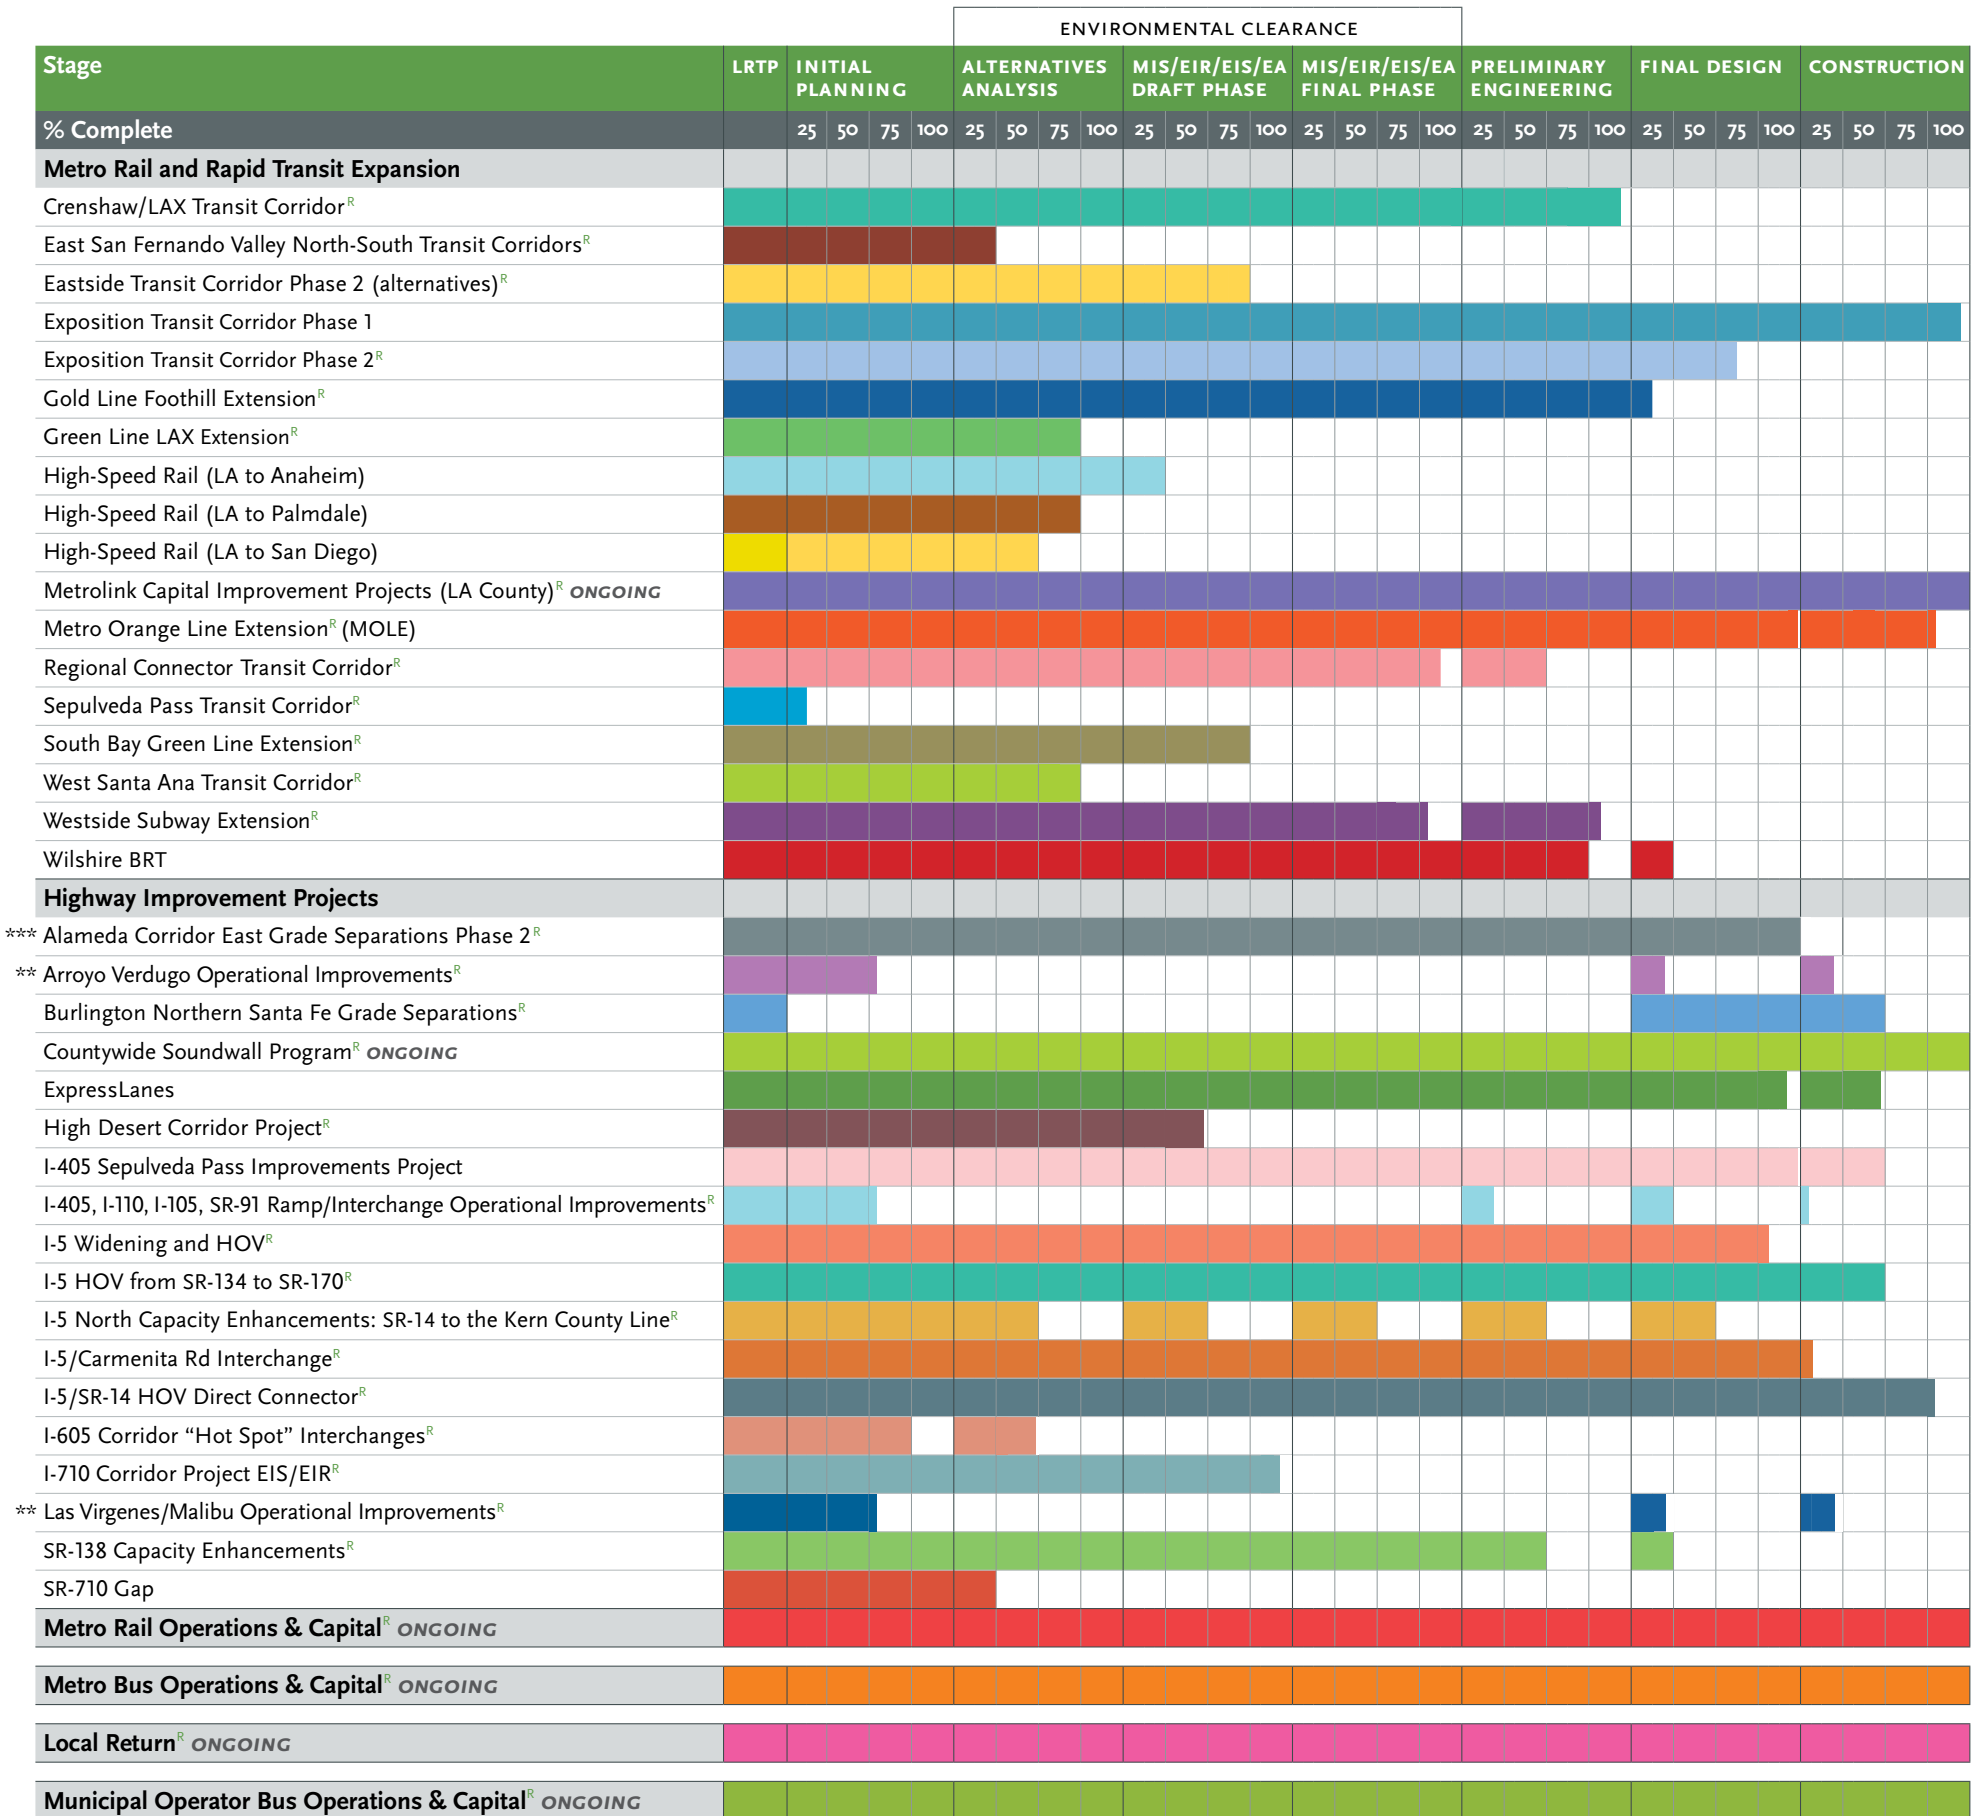 ENVIRONMENTAL CLEARANCE
Stage LRTP INITIAL PLANNING ALTERNATIVES ANALYSIS MIS/EIR/EIS/EA DRAFT PHASE MIS/EIR/EIS/EA FINAL PHASE PRELIMINARY ENGINEERING FINAL DESIGN CONSTRUCTION
% Complete 25 50 75 100 25 50 75 100 25 50 75 100 25 50 75 100 25 50 75 100 25 50 75 100 25 50 75 100
Metro Rail and Rapid Transit Expansion
Crenshaw/LAX Transit Corridor R
East San Fernando Valley North-South Transit Corridors R
Eastside Transit Corridor Phase 2 (alternatives) R
Exposition Transit Corridor Phase 1
Exposition Transit Corridor Phase 2 R
Gold Line Foothill Extension R
Green Line LAX Extension R
High-Speed Rail (LA to Anaheim)
High-Speed Rail (LA to Palmdale)
High-Speed Rail (LA to San Diego)
Metrolink Capital Improvement Projects (LA County) R ONGOING
Metro Orange Line Extension R (MOLE)
Regional Connector Transit Corridor R
Sepulveda Pass Transit Corridor R
South Bay Green Line Extension R
West Santa Ana Transit Corridor R
Westside Subway Extension R
Wilshire BRT
Highway Improvement Projects
*** Alameda Corridor East Grade Separations Phase 2 R
** Arroyo Verdugo Operational Improvements R
Burlington Northern Santa Fe Grade Separations R
Countywide Soundwall Program R ONGOING
ExpressLanes
High Desert Corridor Project R
I-405 Sepulveda Pass Improvements Project
I-405, I-110, I-105, SR-91 Ramp/Interchange Operational Improvements R
I-5 Widening and HOV R
I-5 HOV from SR-134 to SR-170 R
I-5 North Capacity Enhancements: SR-14 to the Kern County Line R
I-5/Carmenita Rd Interchange R
I-5/SR-14 HOV Direct Connector R
I-605 Corridor “Hot Spot” Interchanges R
I-710 Corridor Project EIS/EIR R
** Las Virgenes/Malibu Operational Improvements R
SR-138 Capacity Enhancements R
SR-710 Gap
Metro Rail Operations & Capital R ONGOING
Metro Bus Operations & Capital R ONGOING
Local Return R ONGOING
Municipal Operator Bus Operations & Capital R ONGOING